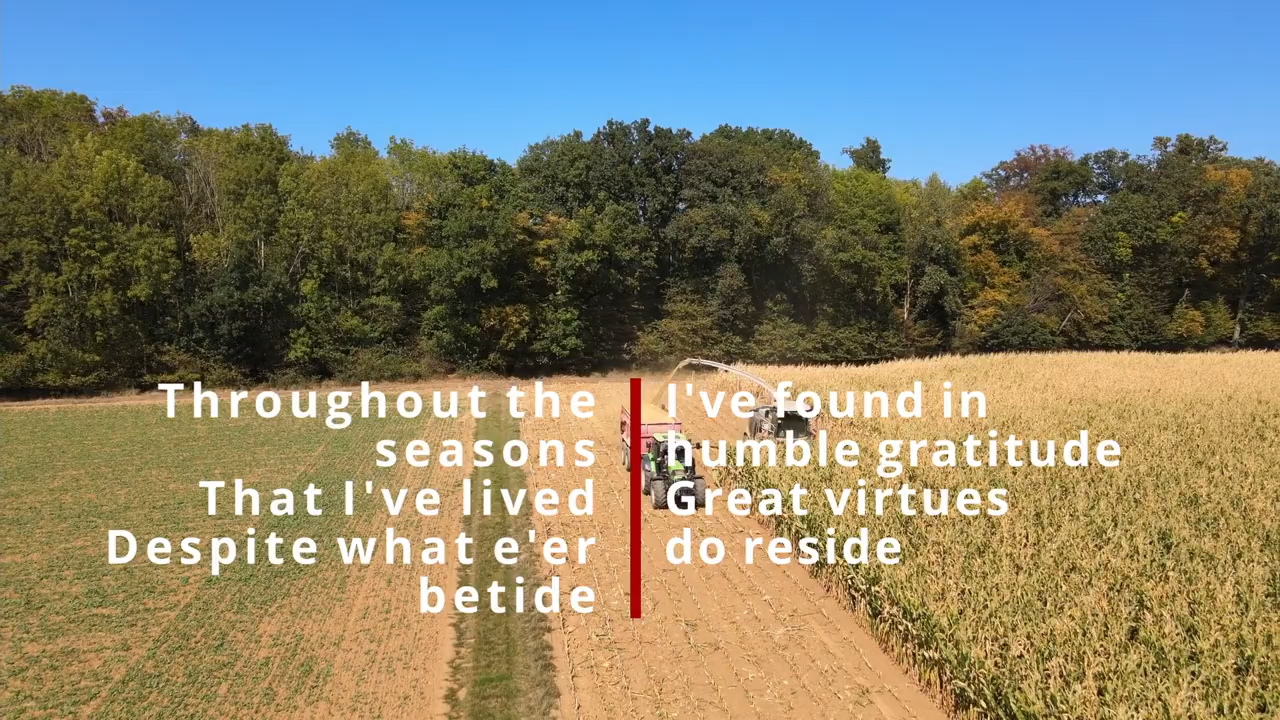 Throughout the
seasons
That I've lived
Despite what e'er
betide
I've found in
humble gratitude
Great virtues
do reside